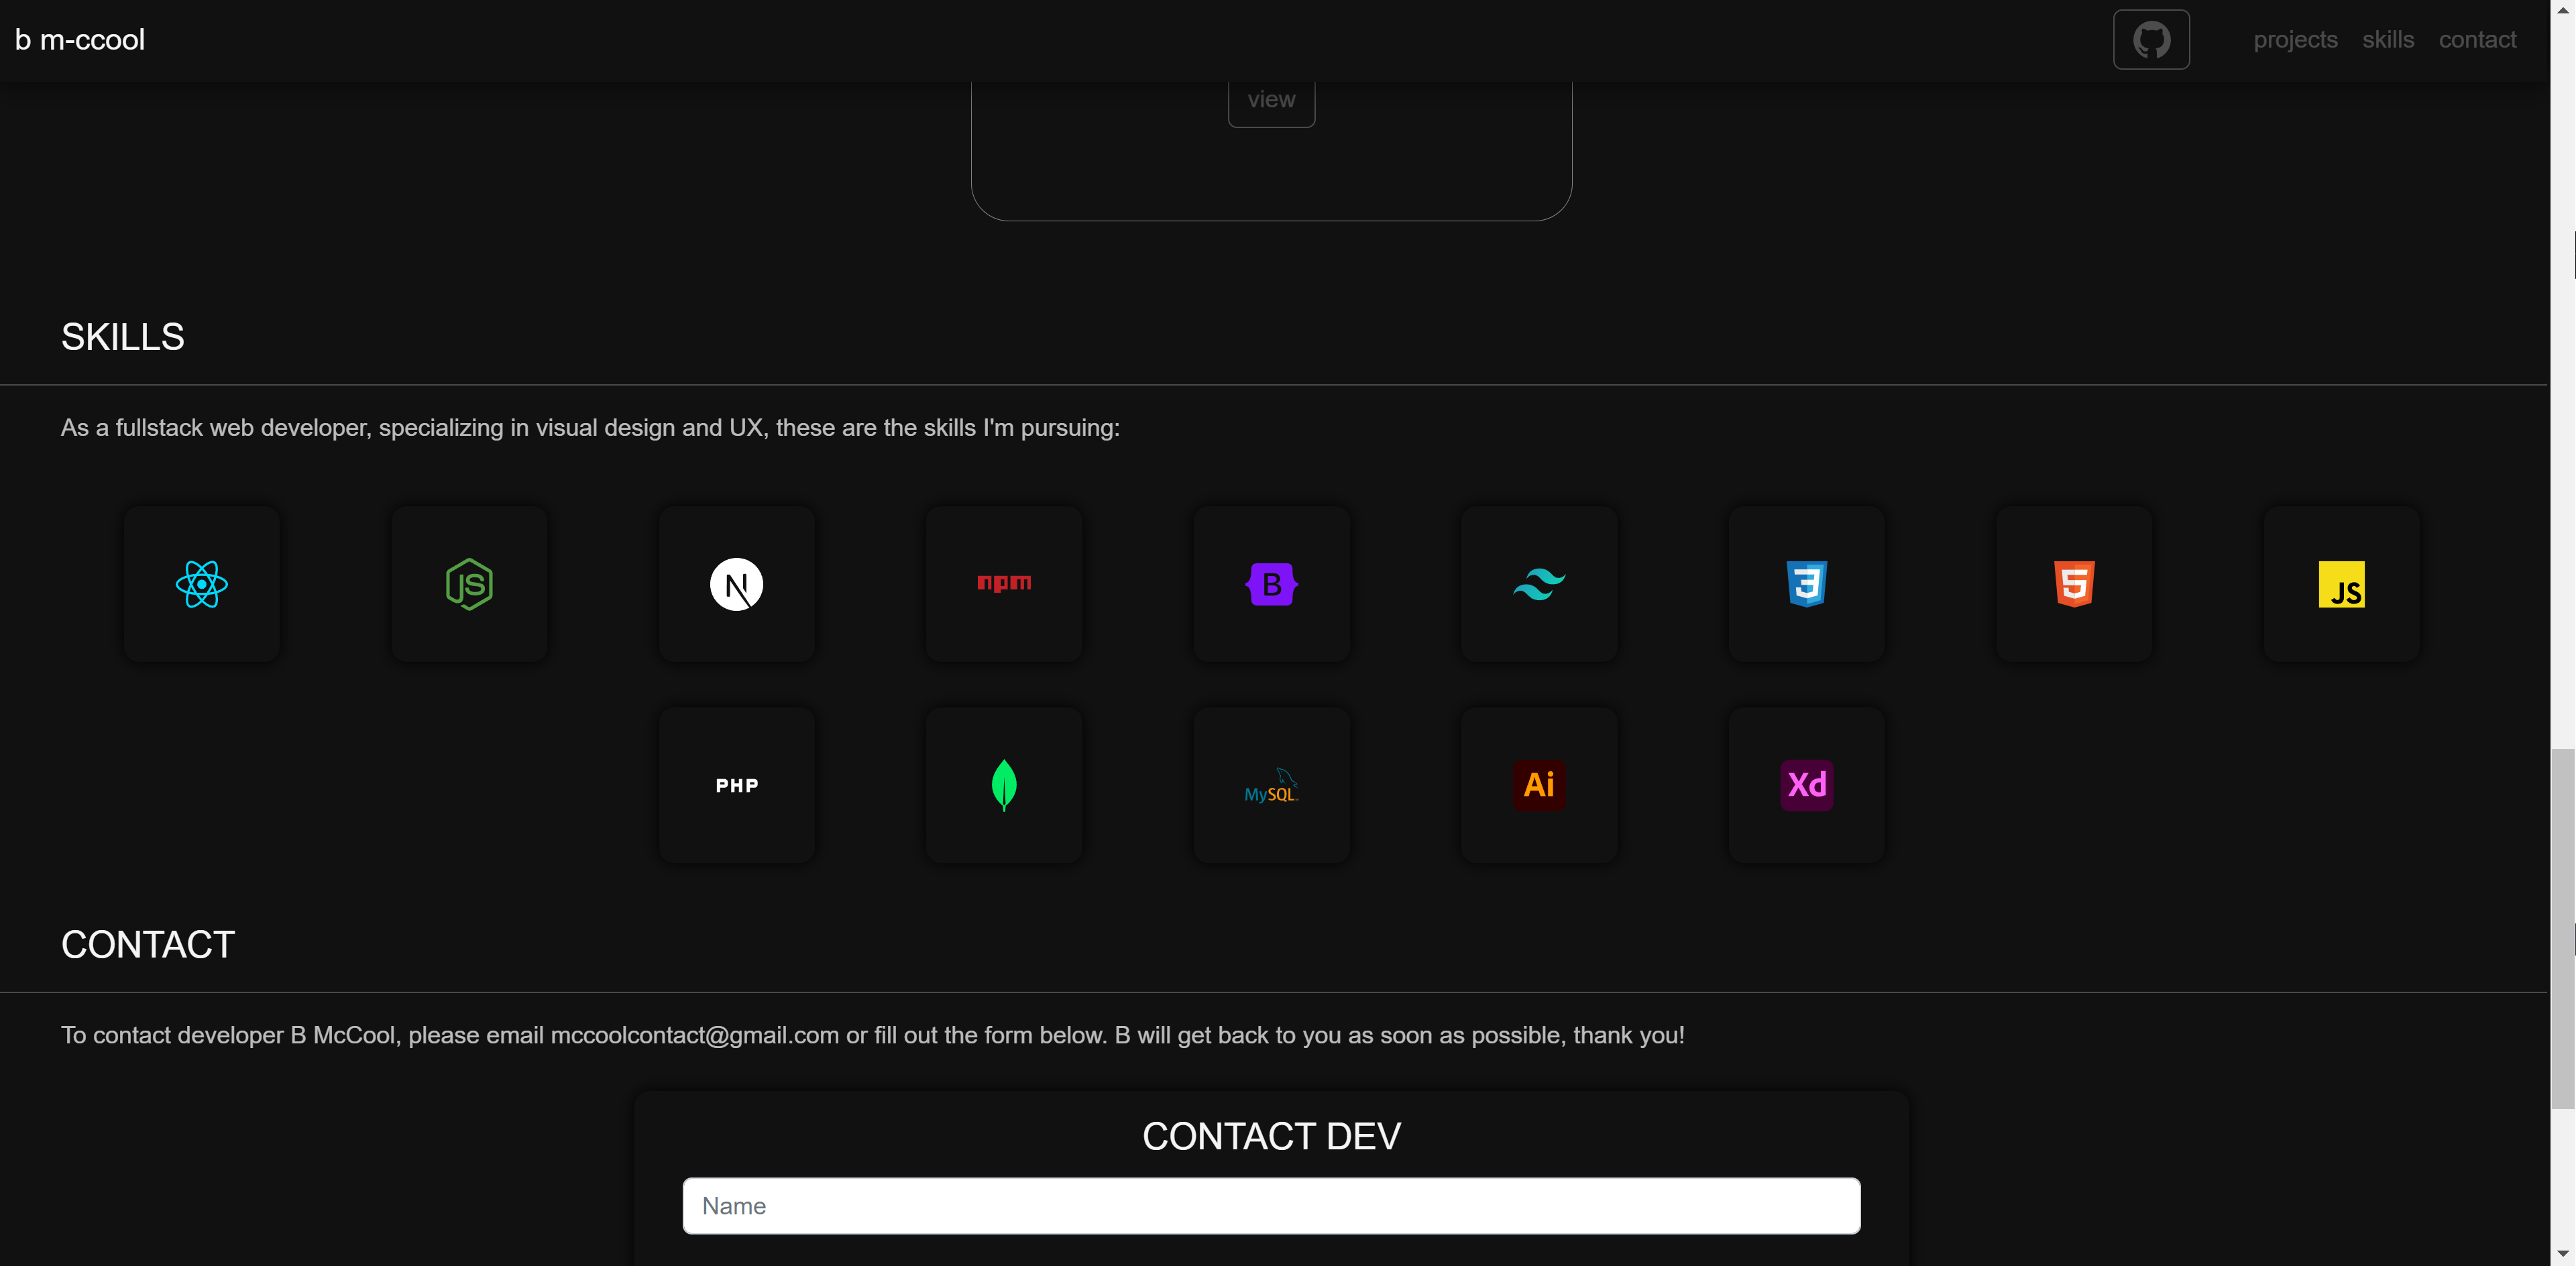 b m-ccool
projects skills contact
view
SKILLS
As a fullstack web developer, specializing in visual design and UX, these are the skills I'm pursuing:
JS
N
npm
B
3
5
JS
PHP
MySQL
Ai
Xd
CONTACT
To contact developer B McCool, please email mccoolcontact@gmail.com or fill out the form below. B will get back to you as soon as possible, thank you!
CONTACT DEV
Name